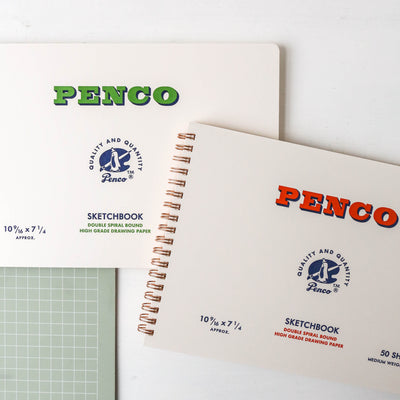 PENCO
QUALITY AND QUANTITY
Penco ® TM
SKETCHBOOK
DOUBLE SPIRAL ROUND
HIGH GRADE DRAWING PAPER
10 9/16 x 7 1/4
APPROX.
PENCO
QUALITY AND QUANTITY
Penco ® TM
SKETCHBOOK
DOUBLE SPIRAL ROUND
HIGH GRADE DRAWING PAPER
10 9/16 x 7 1/4
APPROX.
50 SH
MEDIUM WEIG